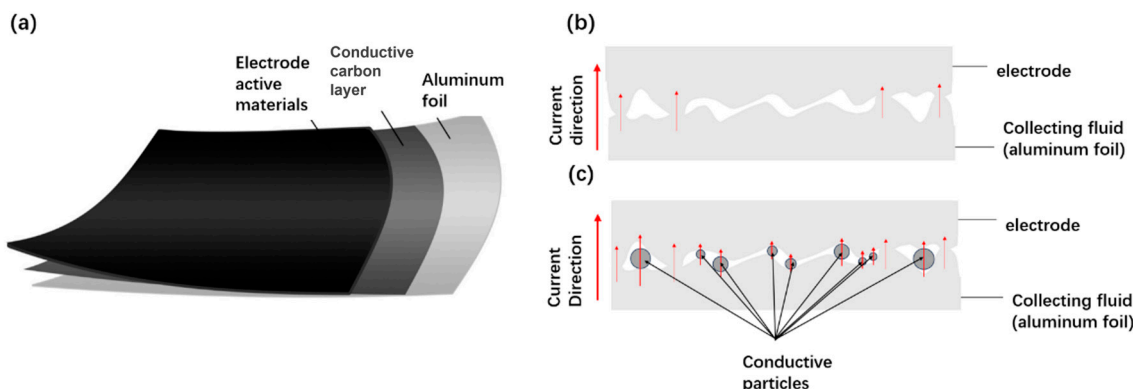 (a)
Electrode
active
materials
Conductive
carbon
layer
Aluminum
foil
(b)
Current
direction
electrode
Collecting fluid
(aluminum foil)
(c)
Current
Direction
electrode
Collecting fluid
(aluminum foil)
Conductive
particles